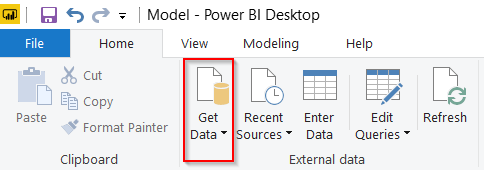 Model - Power BI Desktop
File Home View Modeling Help
Paste
Cut
Copy
Format Painter
Clipboard
Get
Data
Recent
Sources
Enter
Data
Edit
Queries
Refresh
External data